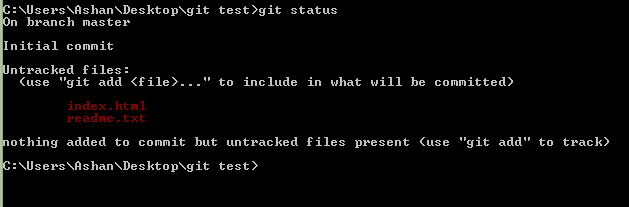 C:\Users\Ashan\Desktop\git test>git status
On branch master
Initial commit
Untracked files:
  (use "git add <file>..." to include in what will be committed)
        index.html
        readme.txt
nothing added to commit but untracked files present (use "git add" to track)
C:\Users\Ashan\Desktop\git test>